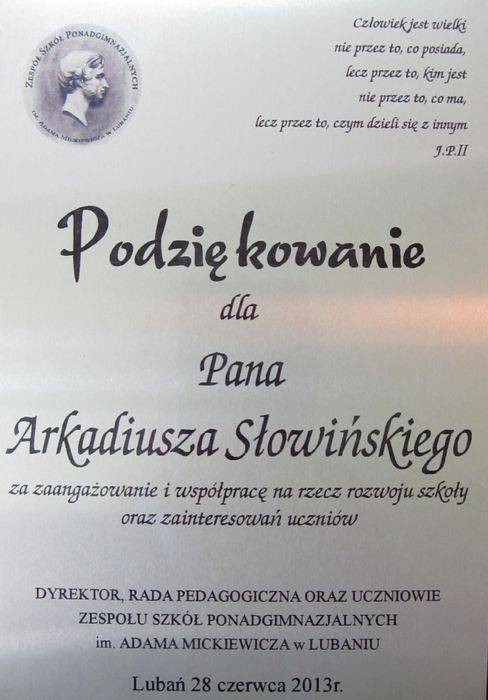 ZESPÓŁ SZKÓŁ PONADGIMNAZJALNYCH
im. ADAMA MICKIEWICZA w LUBANIU
Człowiek jest wielki
nie przez to, co posiada,
lecz przez to, kim jest
nie przez to, co ma,
lecz przez to, czym dzieli się z innym
J.P.II
Podziękowanie
dla
Pana
Arkadiusza Słowińskiego
za zaangażowanie i współpracę na rzecz rozwoju szkoły
oraz zainteresowań uczniów
DYREKTOR, RADA PEDAGOGICZNA ORAZ UCZNIOWIE
ZESPOŁU SZKÓŁ PONADGIMNAZJALNYCH
im. ADAMA MICKIEWICZA w LUBANIU
Lubań 28 czerwca 2013r.